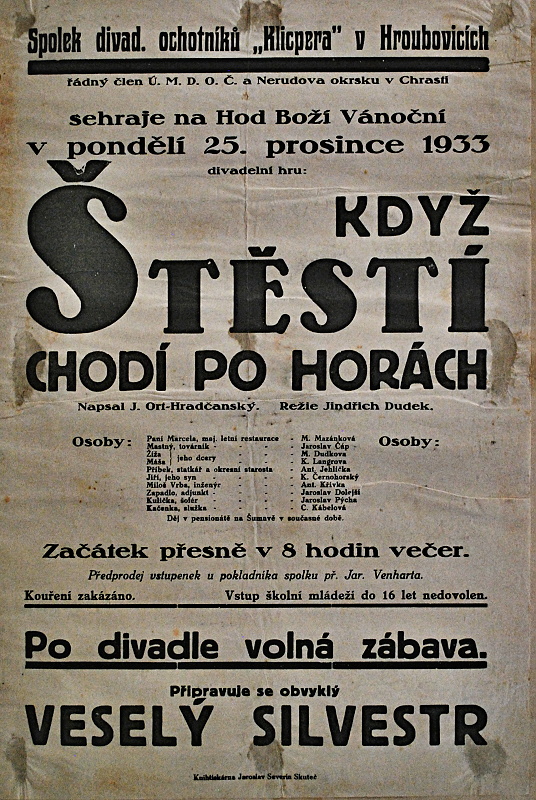 Spolek divad. ochotníků „Klicpera" v Hroubovicích
řádný člen Ú. M. D. O. Č. a Nerudova okrsku v Chrasti
sehraje na Hod Boží Vánoční
v pondělí 25. prosince 1933
divadelní hru:
KDYŽ
ŠTĚSTÍ
CHODÍ PO HORÁCH
Napsal J. Ort-Hradčanský. Režie Jindřich Dudek.
Osoby: Osoby:
Paní Marcela, maj. letní restaurace - M. Mazánková
Mastný, továrník - Jaroslav Čáp
Žíža } jeho dcery - M. Dudkova
Máša - K. Langrova
Příbek, statkář a okresní starosta - Ant. Jehlička
Jiří, jeho syn - K. Černohorský
Miloš Vrba, inženýr - Ant. Křivka
Zapadlo, adjunkt - Jaroslav Dolejší
Kulička, šofér - Jaroslav Pýcha
Kačenka, služka - C. Kábelová
Děj v pensionátě na Šumavě v současné době.
Začátek přesně v 8 hodin večer.
Předprodej vstupenek u pokladníka spolku př. Jar. Venharta.
Kouření zakázáno. Vstup školní mládeži do 16 let nedovolen.
Po divadle volná zábava.
Připravuje se obvyklý
VESELÝ SILVESTR
Knihtiskárna Jaroslav Severin Skuteč